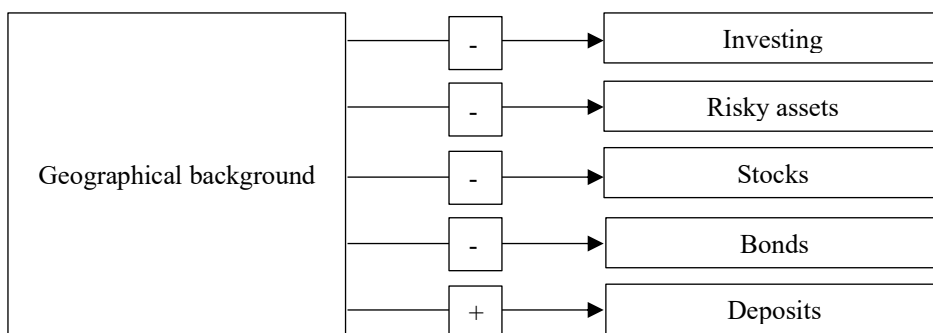 Geographical background
-
Investing
-
Risky assets
-
Stocks
-
Bonds
+
Deposits